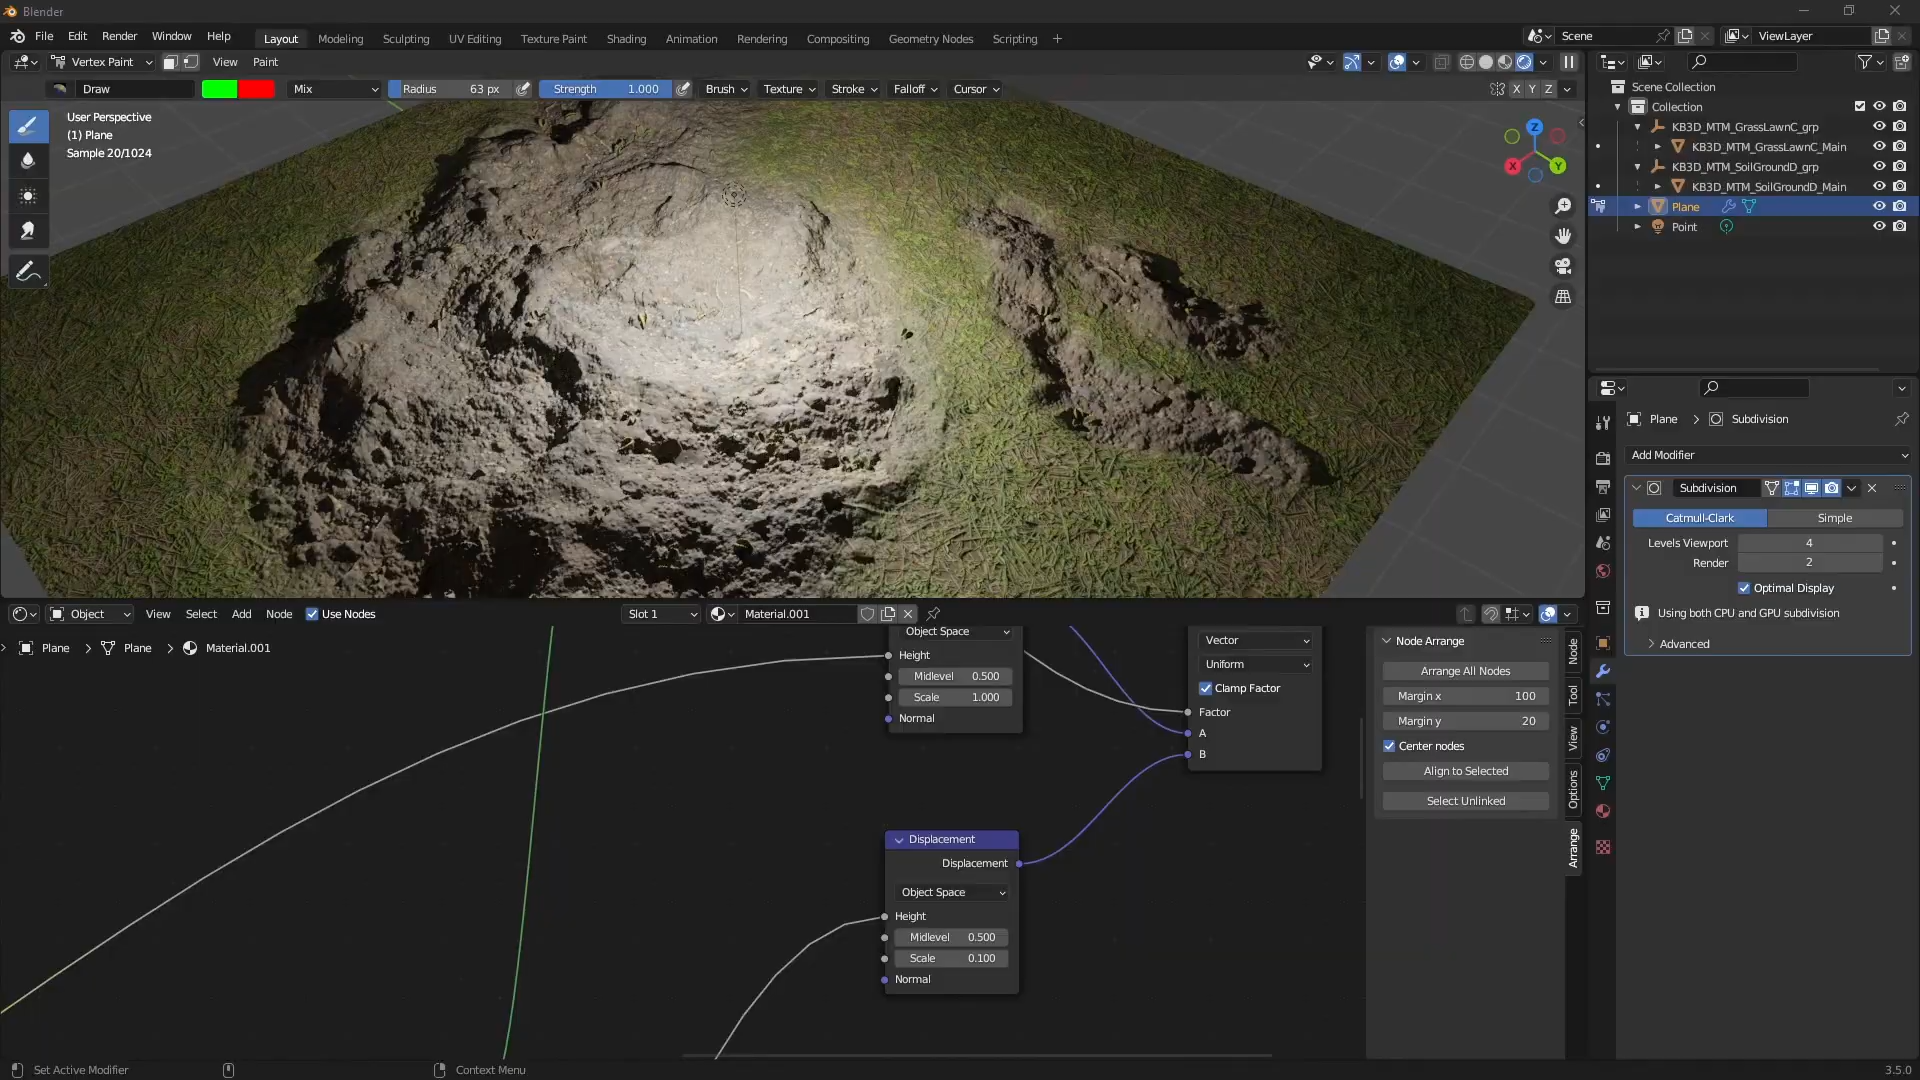 Blender
File Edit Render Window Help Layout Modeling Sculpting UV Editing Texture Paint Shading Animation Rendering Compositing Geometry Nodes Scripting + Scene ViewLayer
Vertex Paint View Paint
Draw Mix Radius 63 px Strength 1.000 Brush Texture Stroke Falloff Cursor X Y Z
User Perspective
(1) Plane
Sample 20/1024
Z
X Y
Scene Collection
Collection
KB3D_MTM_GrassLawnC_grp
KB3D_MTM_GrassLawnC_Main
KB3D_MTM_SoilGroundD_grp
KB3D_MTM_SoilGroundD_Main
Plane
Point
Plane > Subdivision
Add Modifier
Subdivision
Catmull-Clark Simple
Levels Viewport 4
Render 2
Optimal Display
Using both CPU and GPU subdivision
Advanced
Object View Select Add Node Use Nodes Slot 1 Material.001
Plane > Plane > Material.001
Object Space
Height
Midlevel 0.500
Scale 1.000
Normal
Vector
Uniform
Clamp Factor
Factor
A
B
Displacement
Displacement
Object Space
Height
Midlevel 0.500
Scale 0.100
Normal
Node Arrange
Arrange All Nodes
Margin x 100
Margin y 20
Center nodes
Align to Selected
Select Unlinked
Node
Tool
View
Options
Arrange
Set Active Modifier Context Menu 3.5.0